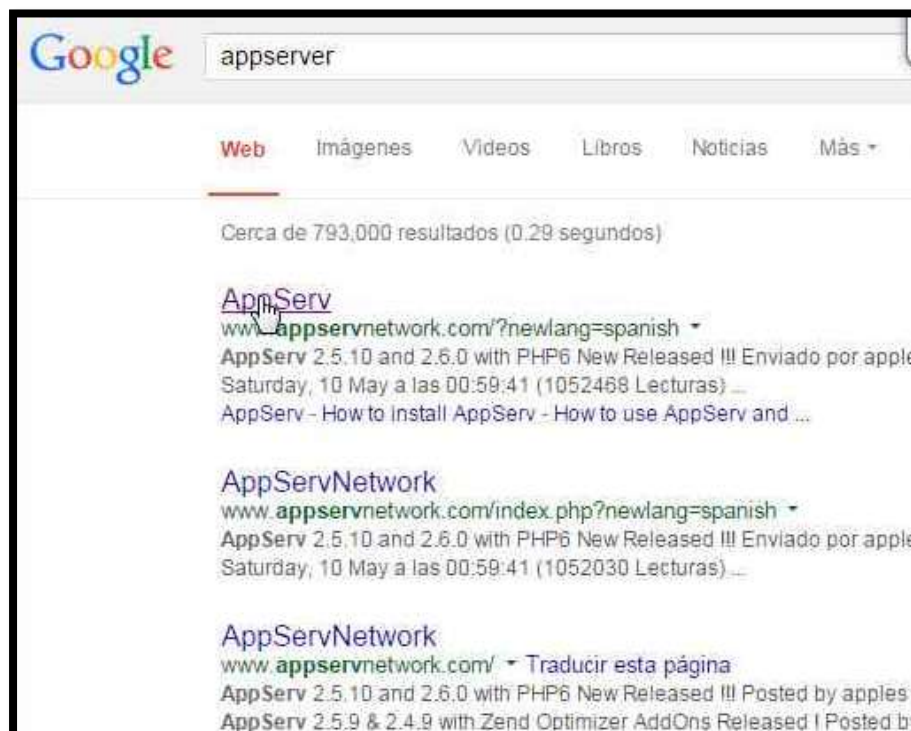 Google appserver
Web Imágenes Videos Libros Noticias Más
Cerca de 793,000 resultados (0.29 segundos)
AppServ
www.appservnetwork.com/?newlang=spanish
AppServ 2.5.10 and 2.6.0 with PHP6 New Released !!! Enviado por apple
Saturday, 10 May a las 00:59:41 (1052468 Lecturas) ...
AppServ - How to install AppServ - How to use AppServ and ...
AppServNetwork
www.appservnetwork.com/index.php?newlang=spanish
AppServ 2.5.10 and 2.6.0 with PHP6 New Released !!! Enviado por apple
Saturday, 10 May a las 00:59:41 (1052030 Lecturas) ...
AppServNetwork
www.appservnetwork.com/ Traducir esta página
AppServ 2.5.10 and 2.6.0 with PHP6 New Released !!! Posted by apples
AppServ 2.5.9 & 2.4.9 with Zend Optimizer AddOns Released ! Posted b